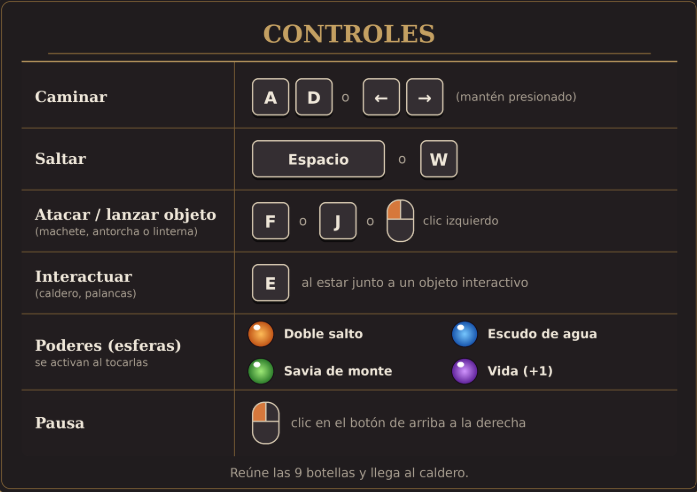 CONTROLES
Caminar
A D o ← → (mantén presionado)
Saltar
Espacio o W
Atacar / lanzar objeto
(machete, antorcha o linterna)
F o J o clic izquierdo
Interactuar
(caldero, palancas)
E al estar junto a un objeto interactivo
Poderes (esferas)
se activan al tocarlas
Doble salto Escudo de agua
Savia de monte Vida (+1)
Pausa
clic en el botón de arriba a la derecha
Reúne las 9 botellas y llega al caldero.